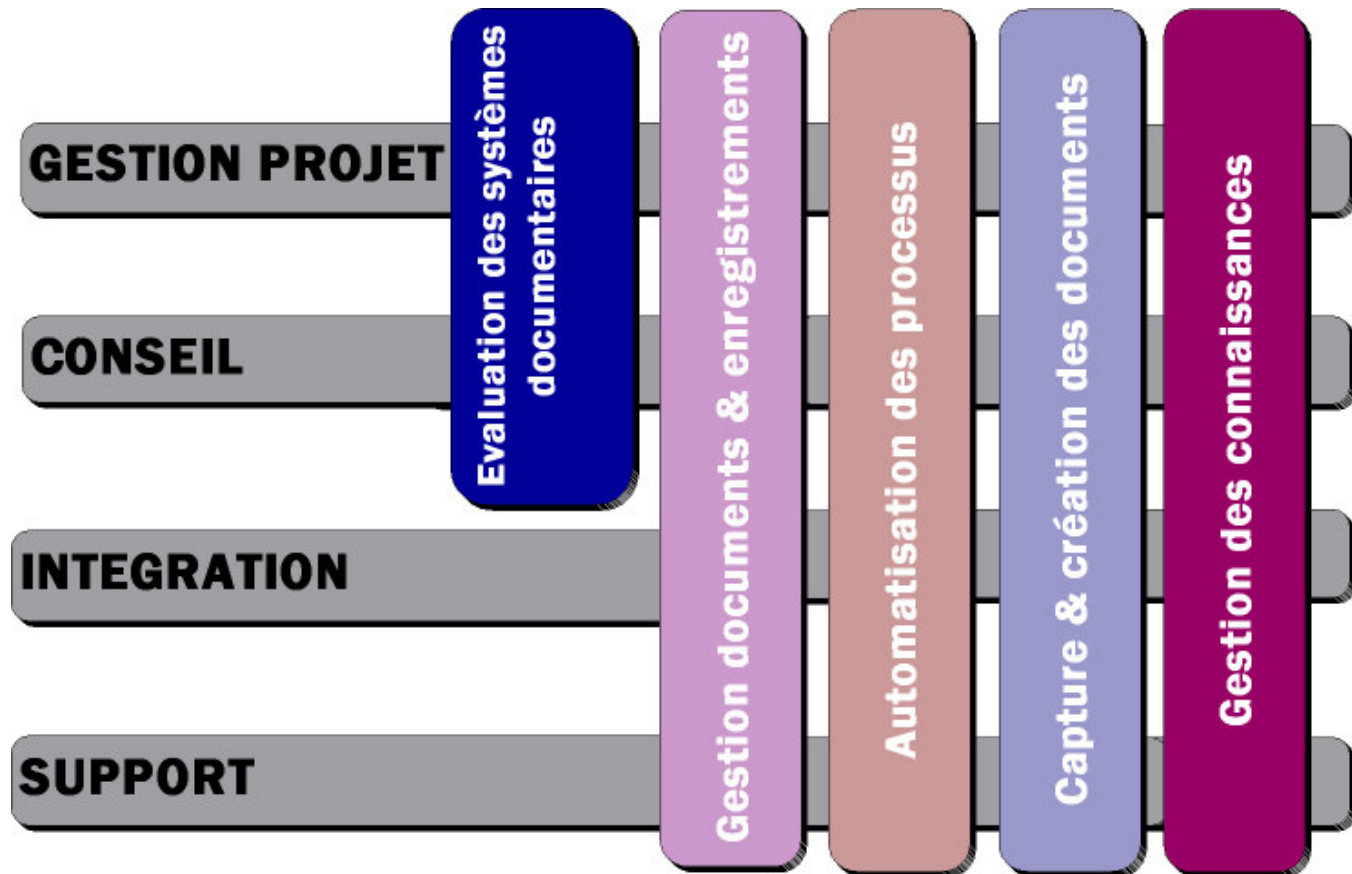 GESTION PROJET
CONSEIL
INTEGRATION
SUPPORT
Evaluation des systèmes
documentaires
Gestion documents & enregistrements
Automatisation des processus
Capture & création des documents
Gestion des connaissances